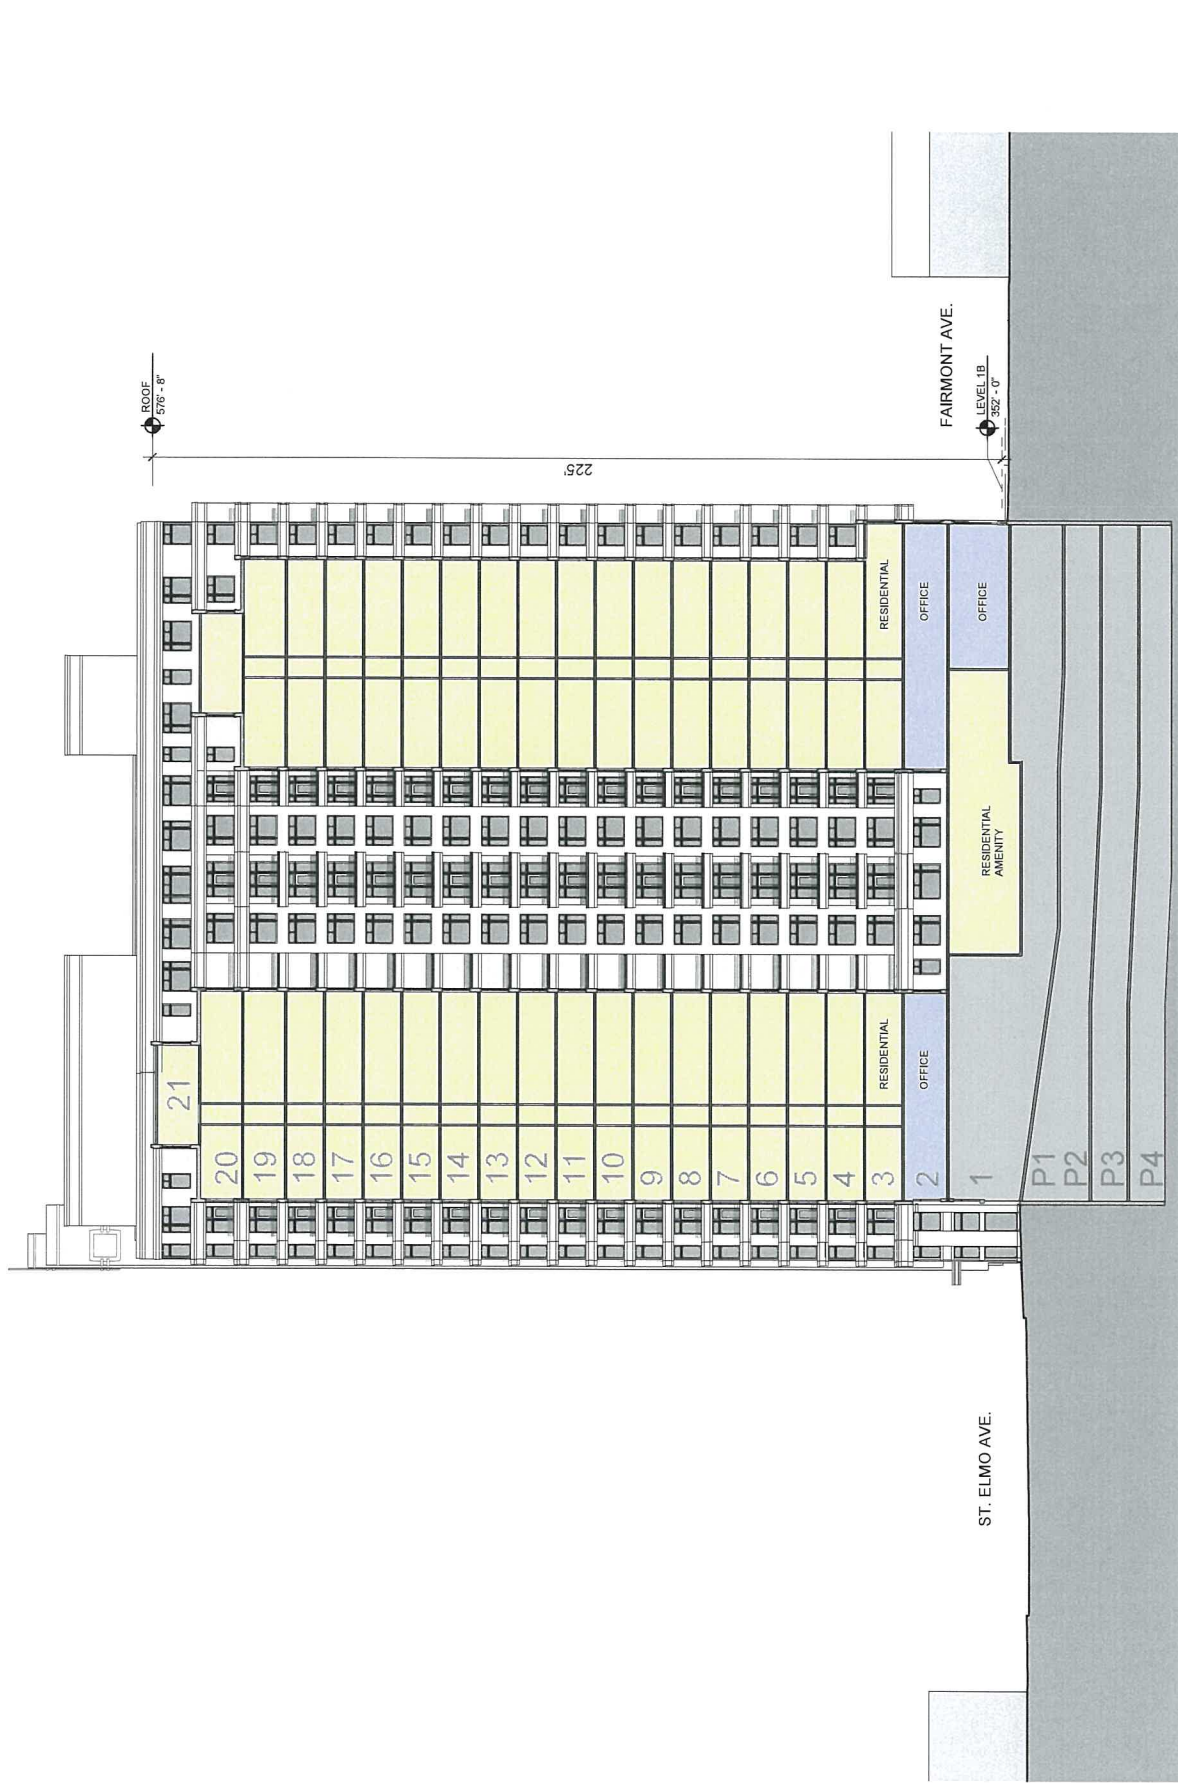 ROOF
576' - 8"
225'
FAIRMONT AVE.
LEVEL 1B
352' - 0"
21
20
19
18
17
16
15
14
13
12
11
10
9
8
7
6
5
4
3
2
1
P1
P2
P3
P4
RESIDENTIAL
OFFICE
RESIDENTIAL
OFFICE
OFFICE
RESIDENTIAL
AMENITY
ST. ELMO AVE.